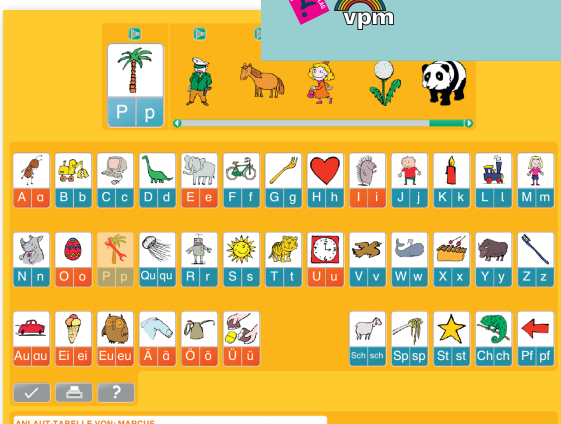 vpm
P p
A a B b C c D d E e F f G g H h I i J j K k L l M m
N n O o P p Qu qu R r S s T t U u V v W w X x Y y Z z
Au au Ei ei Eu eu Ä ä Ö ö Ü ü Sch sch Sp sp St st Ch ch Pf pf
?
ANLAUT-TABELLE VON: MARCUS